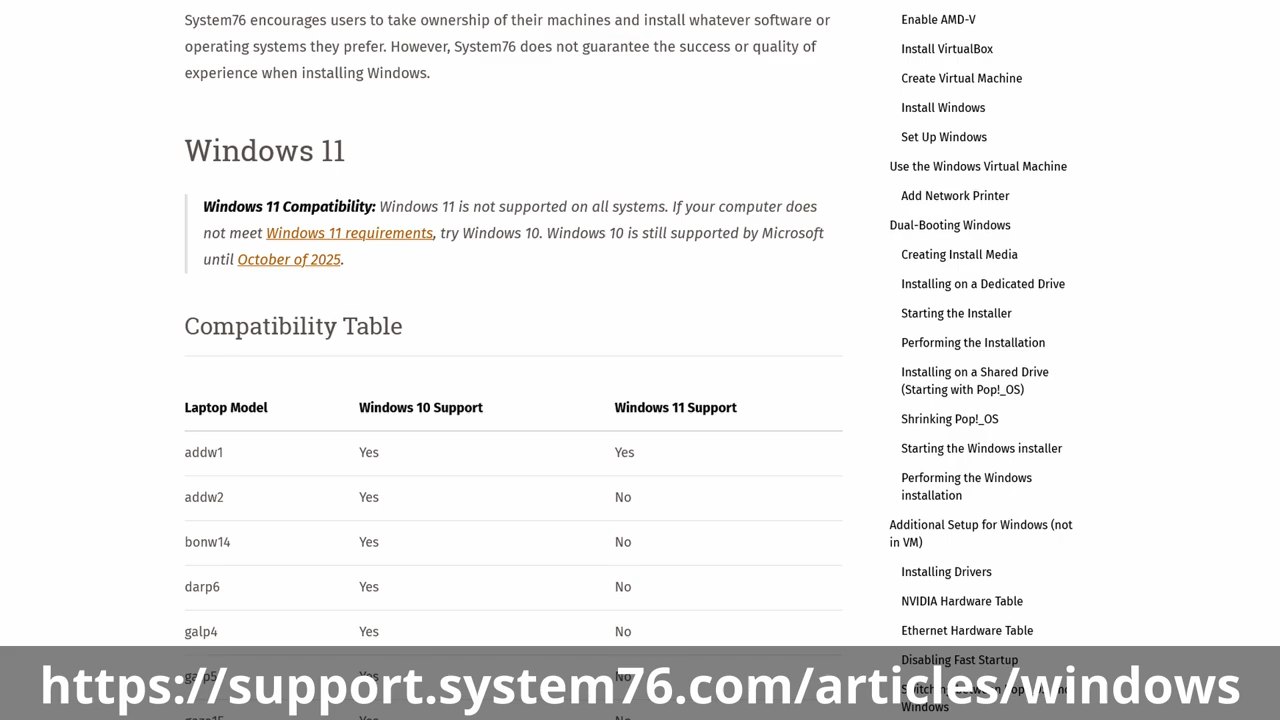 System76 encourages users to take ownership of their machines and install whatever software or
operating systems they prefer. However, System76 does not guarantee the success or quality of
experience when installing Windows.
Windows 11
Windows 11 Compatibility: Windows 11 is not supported on all systems. If your computer does
not meet Windows 11 requirements, try Windows 10. Windows 10 is still supported by Microsoft
until October of 2025.
Compatibility Table
Laptop Model Windows 10 Support Windows 11 Support
addw1 Yes Yes
addw2 Yes No
bonw14 Yes No
darp6 Yes No
galp4 Yes No
Enable AMD-V
Install VirtualBox
Create Virtual Machine
Install Windows
Set Up Windows
Use the Windows Virtual Machine
Add Network Printer
Dual-Booting Windows
Creating Install Media
Installing on a Dedicated Drive
Starting the Installer
Performing the Installation
Installing on a Shared Drive
(Starting with Pop!_OS)
Shrinking Pop!_OS
Starting the Windows installer
Performing the Windows
installation
Additional Setup for Windows (not
in VM)
Installing Drivers
NVIDIA Hardware Table
Ethernet Hardware Table
Disabling Fast Startup
Windows
https://support.system76.com/articles/windows